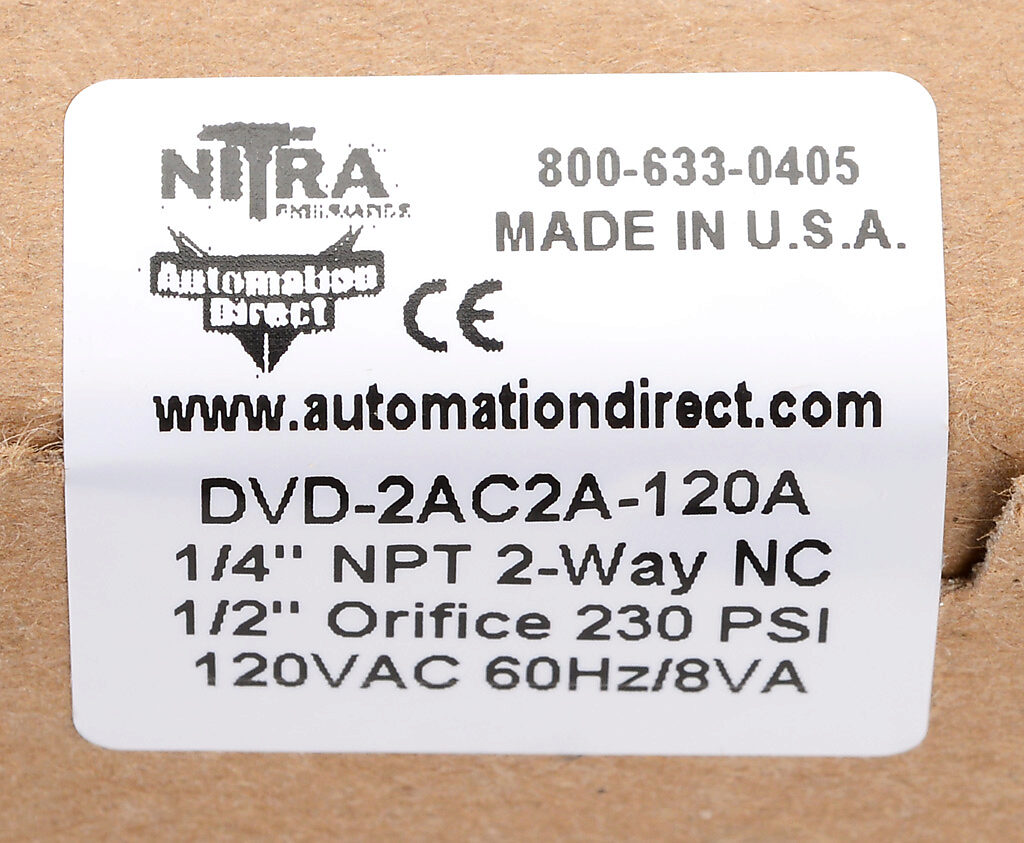 NITRA
800-633-0405
MADE IN U.S.A.
Automation
Direct
CE
www.automationdirect.com
DVD-2AC2A-120A
1/4" NPT 2-Way NC
1/2" Orifice 230 PSI
120VAC 60Hz/8VA